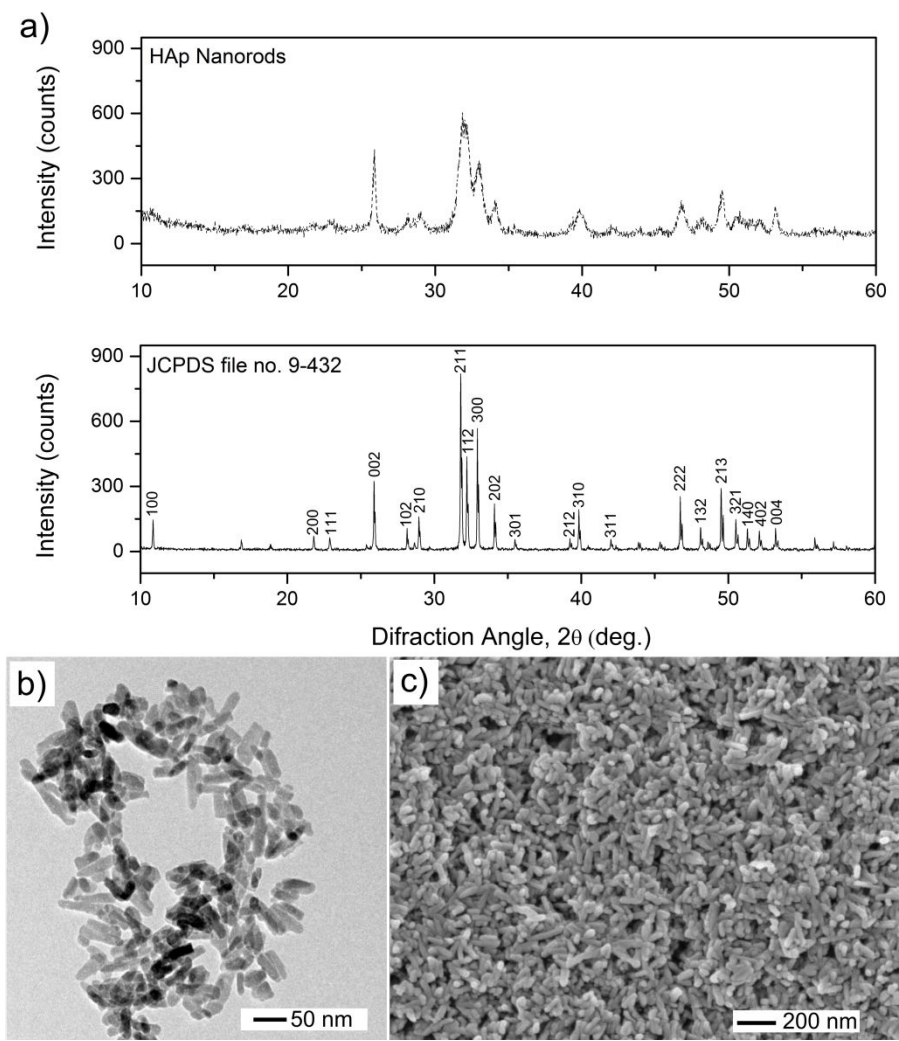 a)
HAp Nanorods
Intensity (counts)
900
600
300
0
10 20 30 40 50 60
JCPDS file no. 9-432
Intensity (counts)
900
600
300
0
100
200
111
002
102
210
211
112
300
202
301
212
310
311
222
132
213
321
140
402
004
10 20 30 40 50 60
Difraction Angle, 2θ (deg.)
b)
50 nm
c)
200 nm